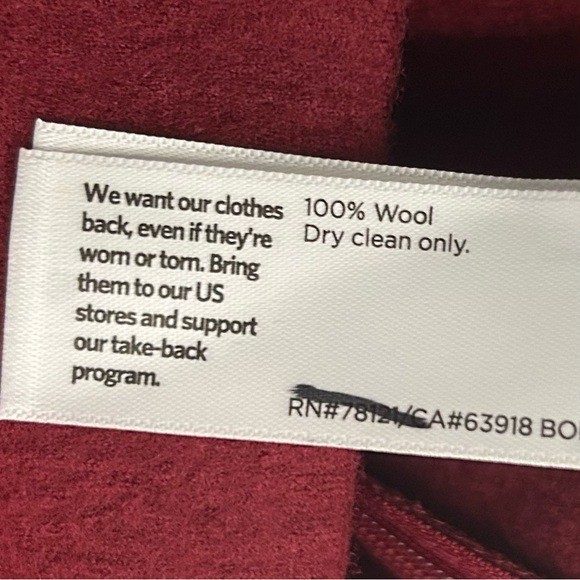 We want our clothes
back, even if they're
worn or torn. Bring
them to our US
stores and support
our take-back
program.
100% Wool
Dry clean only.
RN#78121/CA#63918 BO